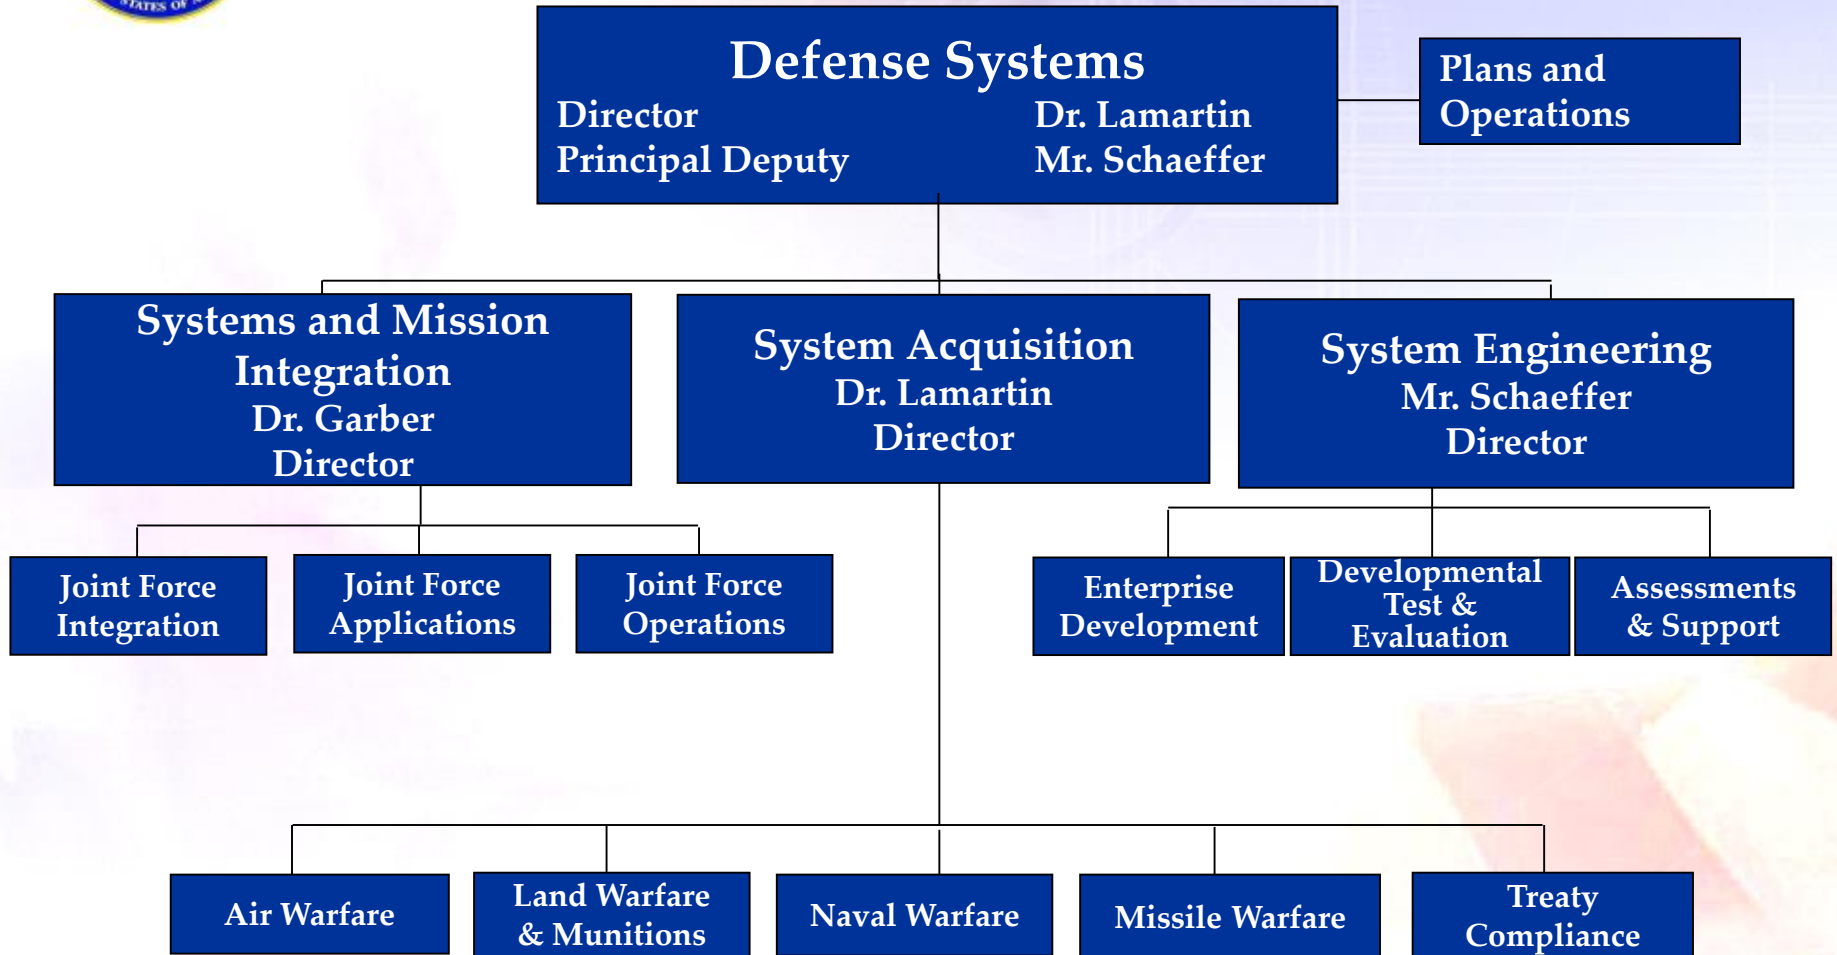 STATES OF
Defense Systems
Director Dr. Lamartin
Principal Deputy Mr. Schaeffer
Plans and
Operations
Systems and Mission
Integration
Dr. Garber
Director
System Acquisition
Dr. Lamartin
Director
System Engineering
Mr. Schaeffer
Director
Joint Force
Integration
Joint Force
Applications
Joint Force
Operations
Enterprise
Development
Developmental
Test &
Evaluation
Assessments
& Support
Air Warfare
Land Warfare
& Munitions
Naval Warfare
Missile Warfare
Treaty
Compliance